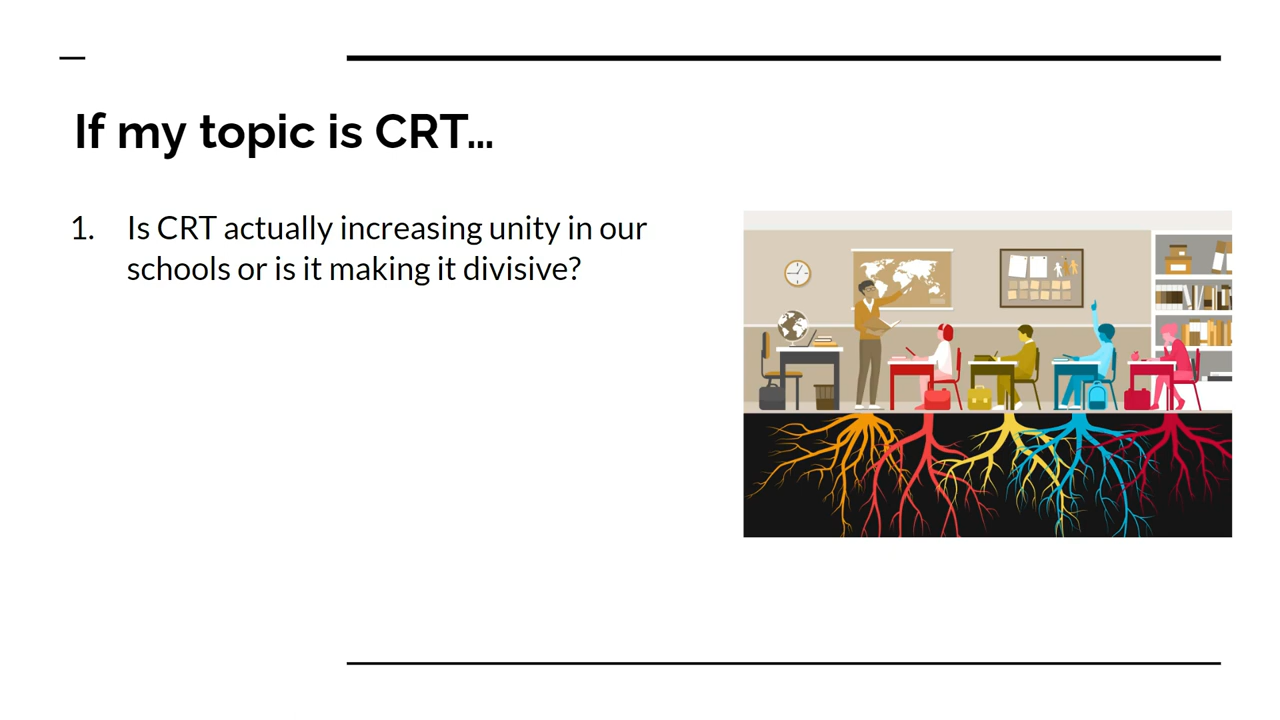 If my topic is CRT...
1. Is CRT actually increasing unity in our
schools or is it making it divisive?